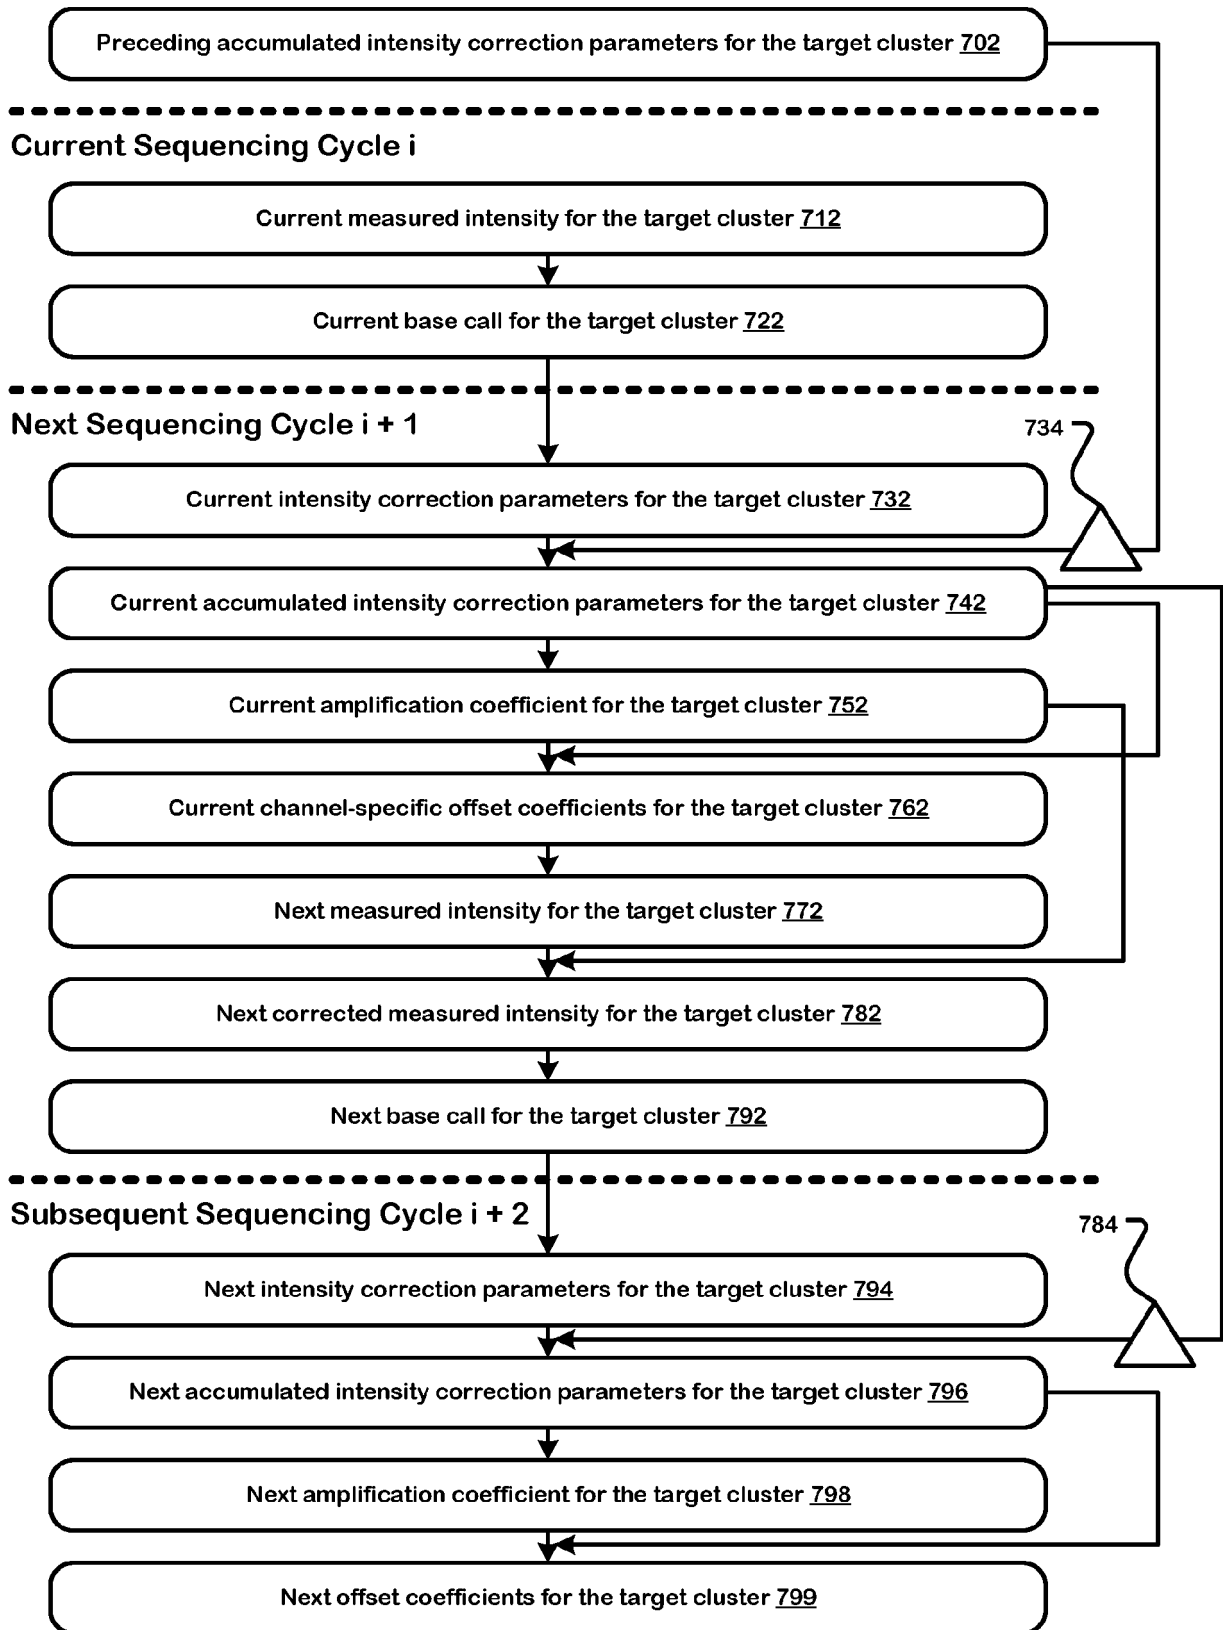 Preceding accumulated intensity correction parameters for the target cluster 702
Current Sequencing Cycle i
Current measured intensity for the target cluster 712
Current base call for the target cluster 722
Next Sequencing Cycle i + 1
734
Current intensity correction parameters for the target cluster 732
Current accumulated intensity correction parameters for the target cluster 742
Current amplification coefficient for the target cluster 752
Current channel-specific offset coefficients for the target cluster 762
Next measured intensity for the target cluster 772
Next corrected measured intensity for the target cluster 782
Next base call for the target cluster 792
Subsequent Sequencing Cycle i + 2
784
Next intensity correction parameters for the target cluster 794
Next accumulated intensity correction parameters for the target cluster 796
Next amplification coefficient for the target cluster 798
Next offset coefficients for the target cluster 799